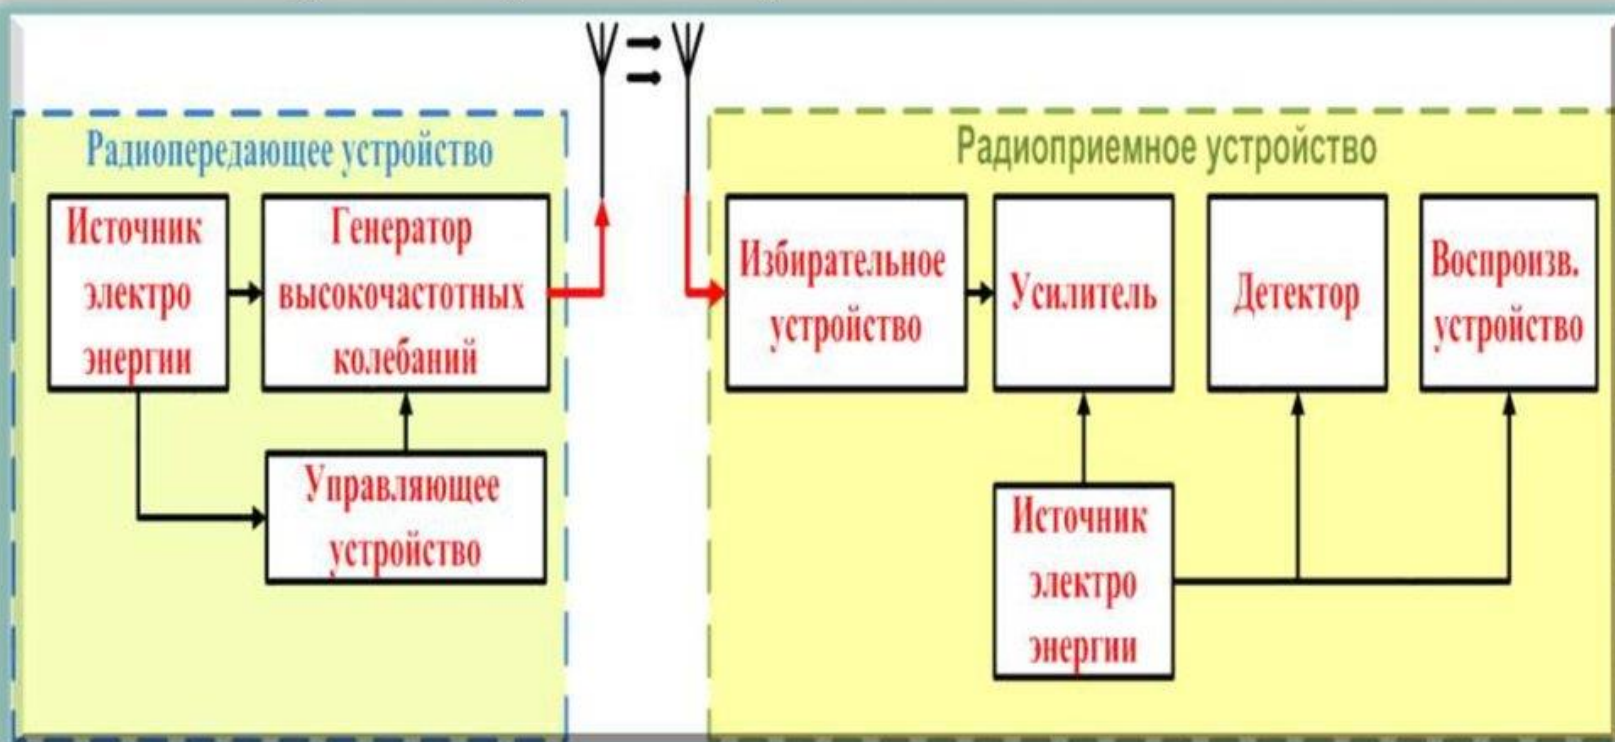 Радиопередающее устройство
Источник
электро
энергии
Генератор
высокочастотных
колебаний
Управляющее
устройство
Радиоприемное устройство
Избирательное
устройство
Усилитель
Детектор
Воспроизв.
устройство
Источник
электро
энергии